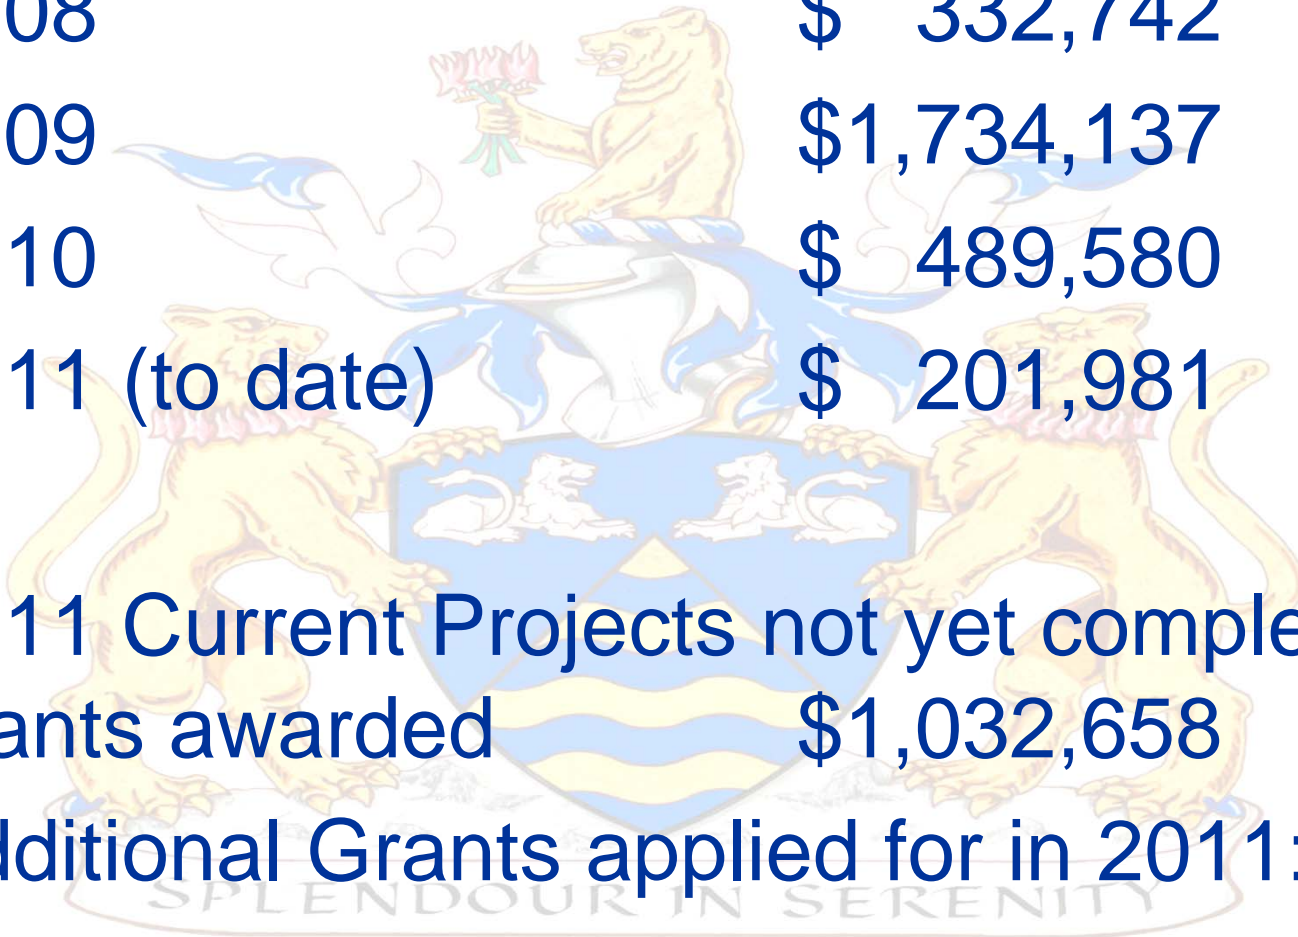 08 $ 332,742
09 $1,734,137
10 $ 489,580
11 (to date) $ 201,981
11 Current Projects not yet comple
ants awarded $1,032,658
dditional Grants applied for in 2011:
SPLENDOUR IN SERENITY